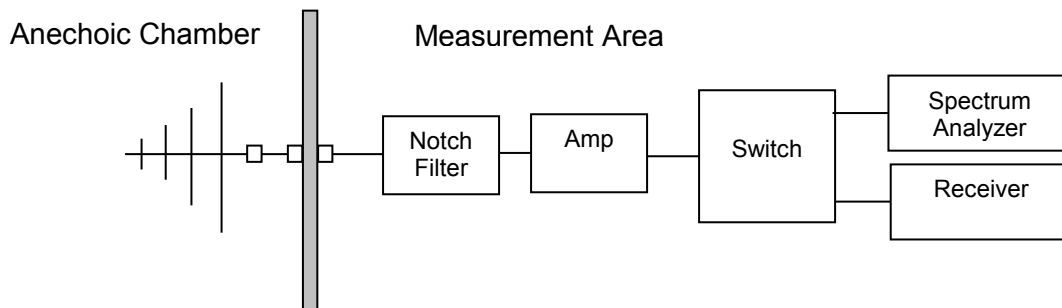 Anechoic Chamber
Measurement Area
Notch
Filter
Amp
Switch
Spectrum
Analyzer
Receiver